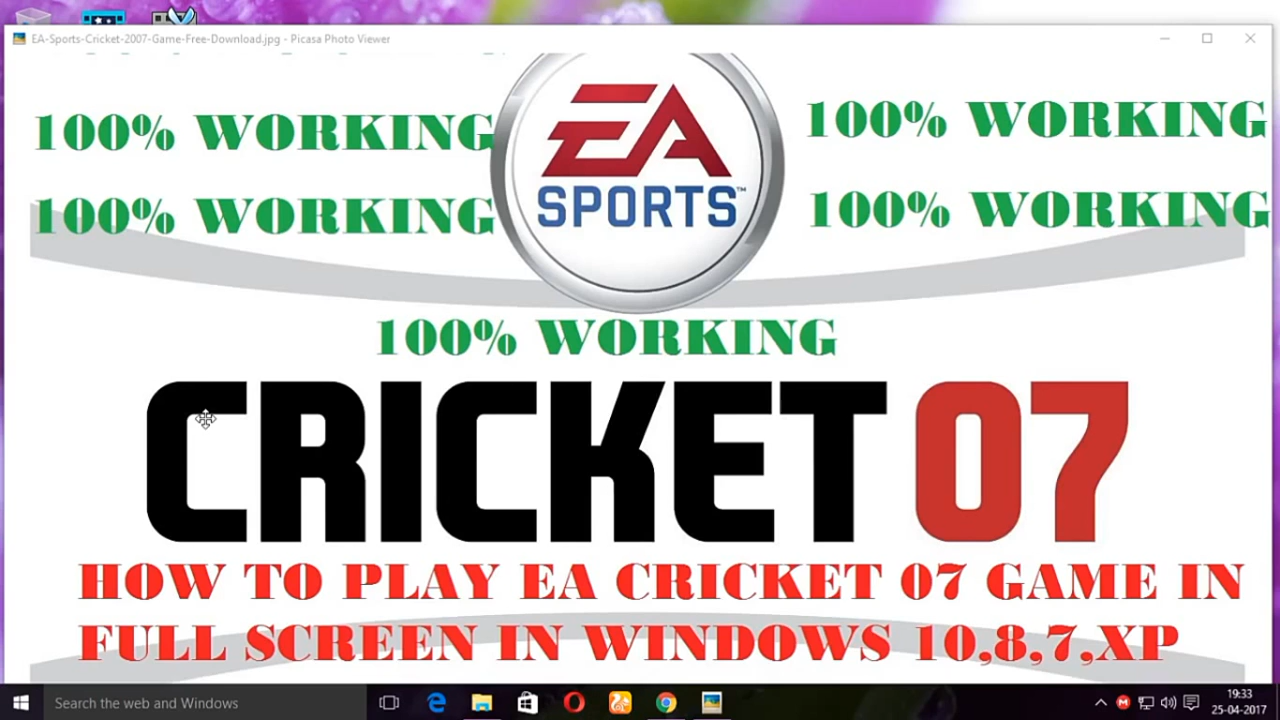 EA-Sports-Cricket-2007-Game-Free-Download.jpg - Picasa Photo Viewer
100% WORKING
100% WORKING
100% WORKING
100% WORKING
EA
SPORTS™
100% WORKING
CRICKET 07
HOW TO PLAY EA CRICKET 07 GAME IN
FULL SCREEN IN WINDOWS 10,8,7,XP
Search the web and Windows
19:33
25-04-2017